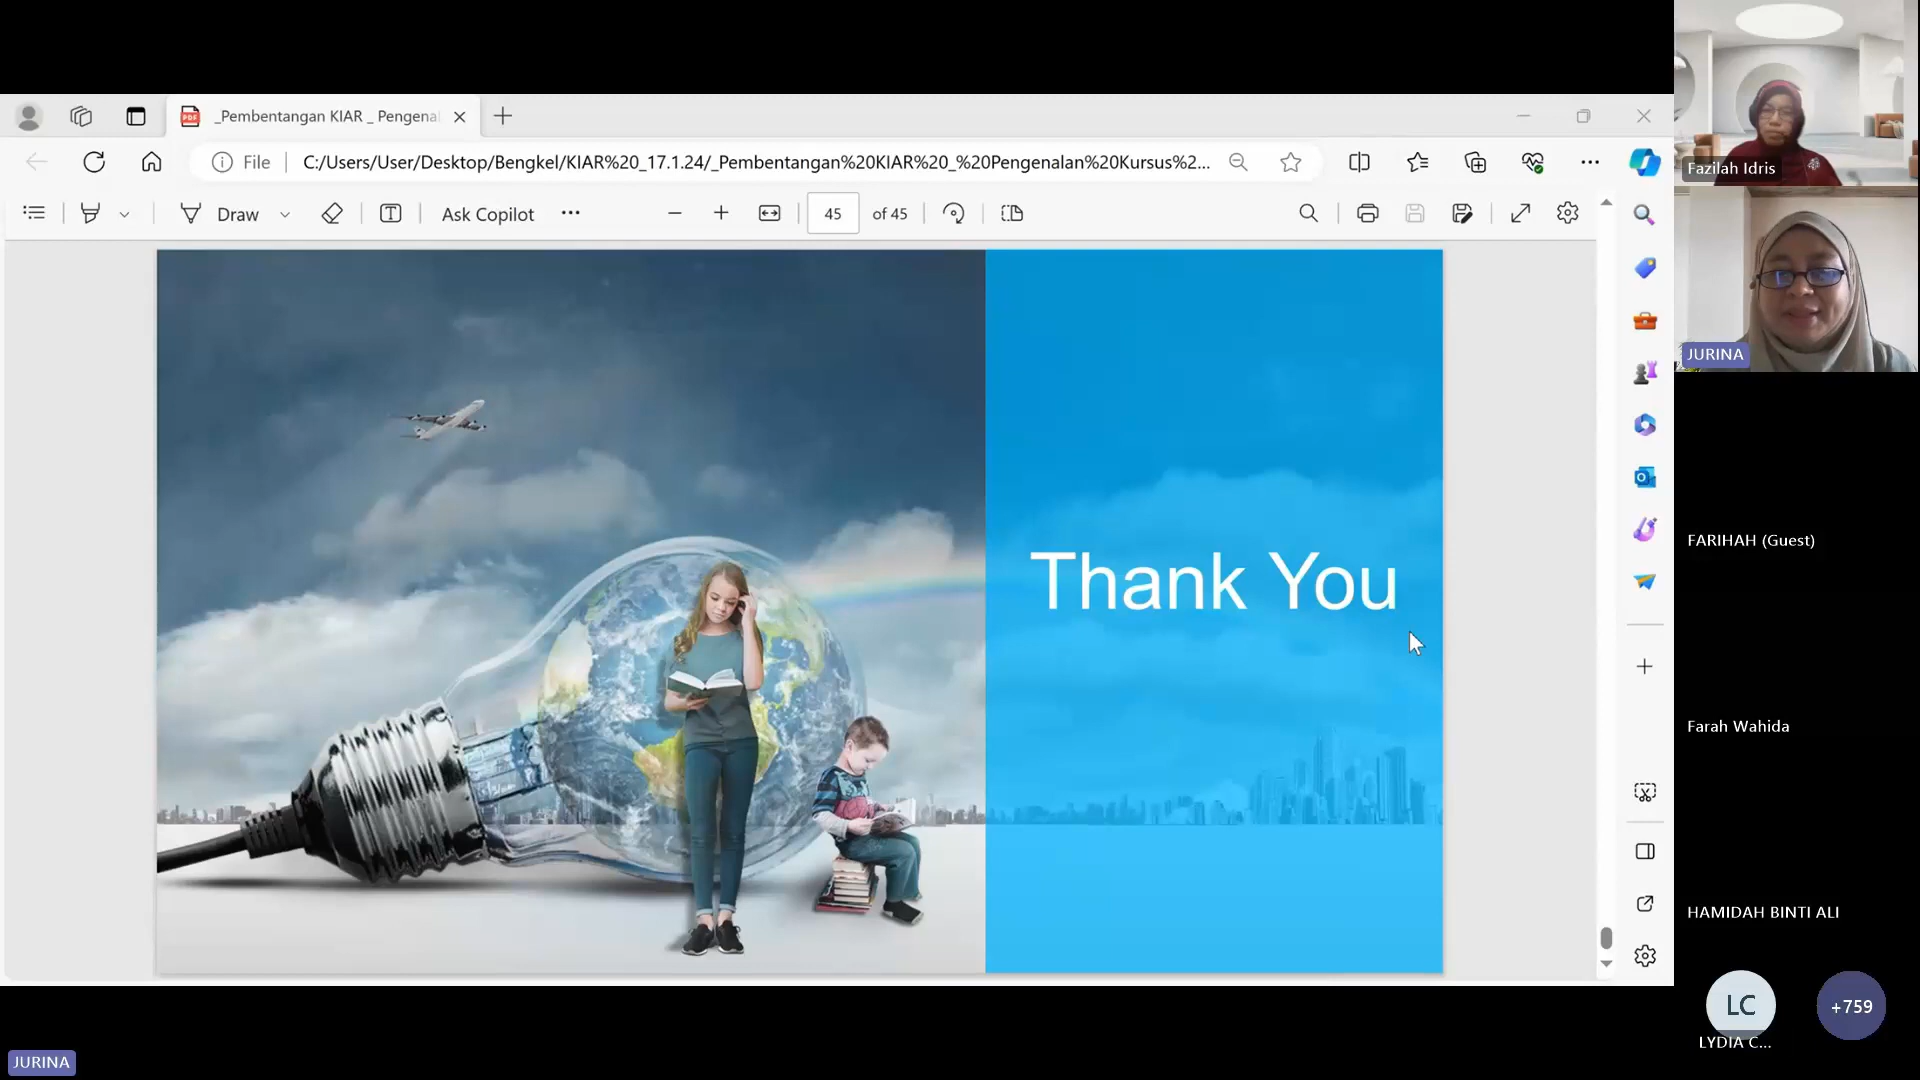 _Pembentangan KIAR _ Pengenal
File
C:/Users/User/Desktop/Bengkel/KIAR%20_17.1.24/_Pembentangan%20KIAR%20_%20Pengenalan%20Kursus%2...
Draw
Ask Copilot
45 of 45
Thank You
Fazilah Idris
JURINA
FARIHAH (Guest)
Farah Wahida
HAMIDAH BINTI ALI
LC
+759
LYDIA C...
JURINA